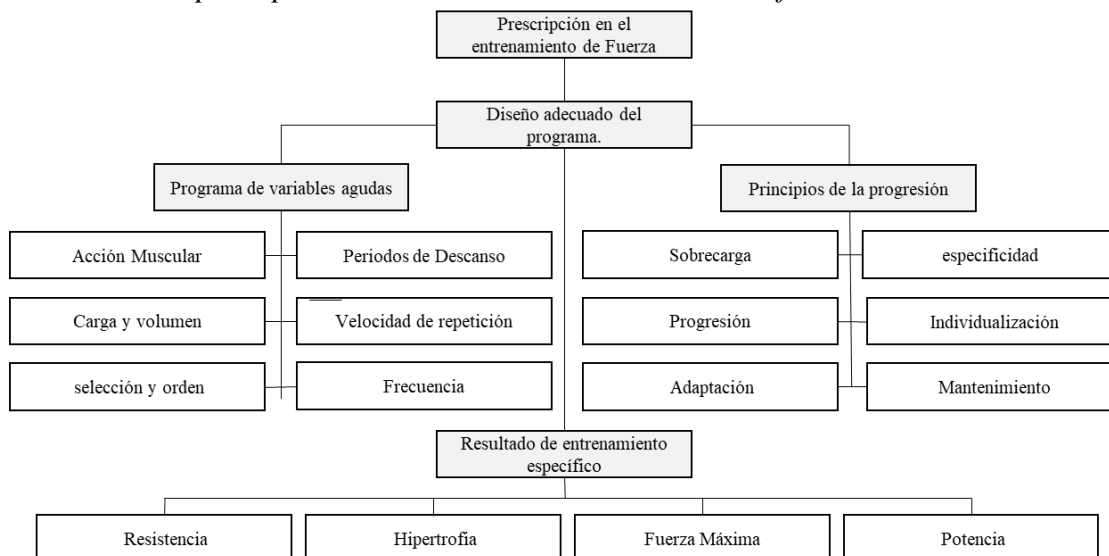 Prescripción en el
entrenamiento de Fuerza
Diseño adecuado del
programa.
Programa de variables agudas
Principios de la progresión
Acción Muscular
Periodos de Descanso
Sobrecarga
especificidad
Carga y volumen
Velocidad de repetición
Progresión
Individualización
selección y orden
Frecuencia
Adaptación
Mantenimiento
Resultado de entrenamiento
específico
Resistencia
Hipertrofia
Fuerza Máxima
Potencia